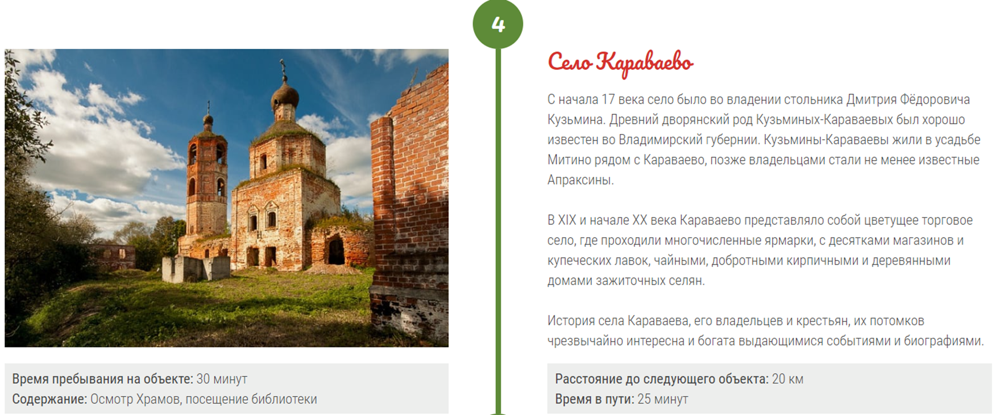 4
Село Караваево
С начала 17 века село было во владении стольника Дмитрия Фёдоровича
Кузьмина. Древний дворянский род Кузьминых-Караваевых был хорошо
известен во Владимирский губернии. Кузьмины-Караваевы жили в усадьбе
Митино рядом с Караваево, позже владельцами стали не менее известные
Апраксины.
В XIX и начале XX века Караваево представляло собой цветущее торговое
село, где проходили многочисленные ярмарки, с десятками магазинов и
купеческих лавок, чайными, добротными кирпичными и деревянными
домами зажиточных селян.
История села Караваева, его владельцев и крестьян, их потомков
чрезвычайно интересна и богата выдающимися событиями и биографиями.
Время пребывания на объекте: 30 минут
Содержание: Осмотр Храмов, посещение библиотеки
Расстояние до следующего объекта: 20 км
Время в пути: 25 минут